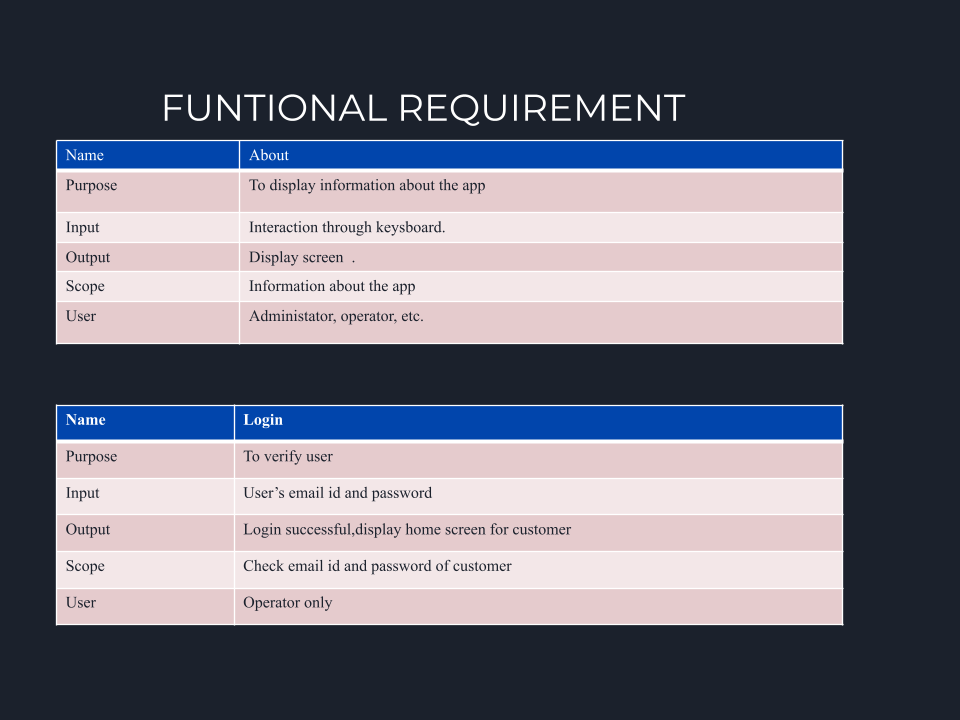 FUNTIONAL REQUIREMENT
Name About
Purpose To display information about the app
Input Interaction through keysboard.
Output Display screen .
Scope Information about the app
User Administator, operator, etc.
Name Login
Purpose To verify user
Input User’s email id and password
Output Login successful,display home screen for customer
Scope Check email id and password of customer
User Operator only